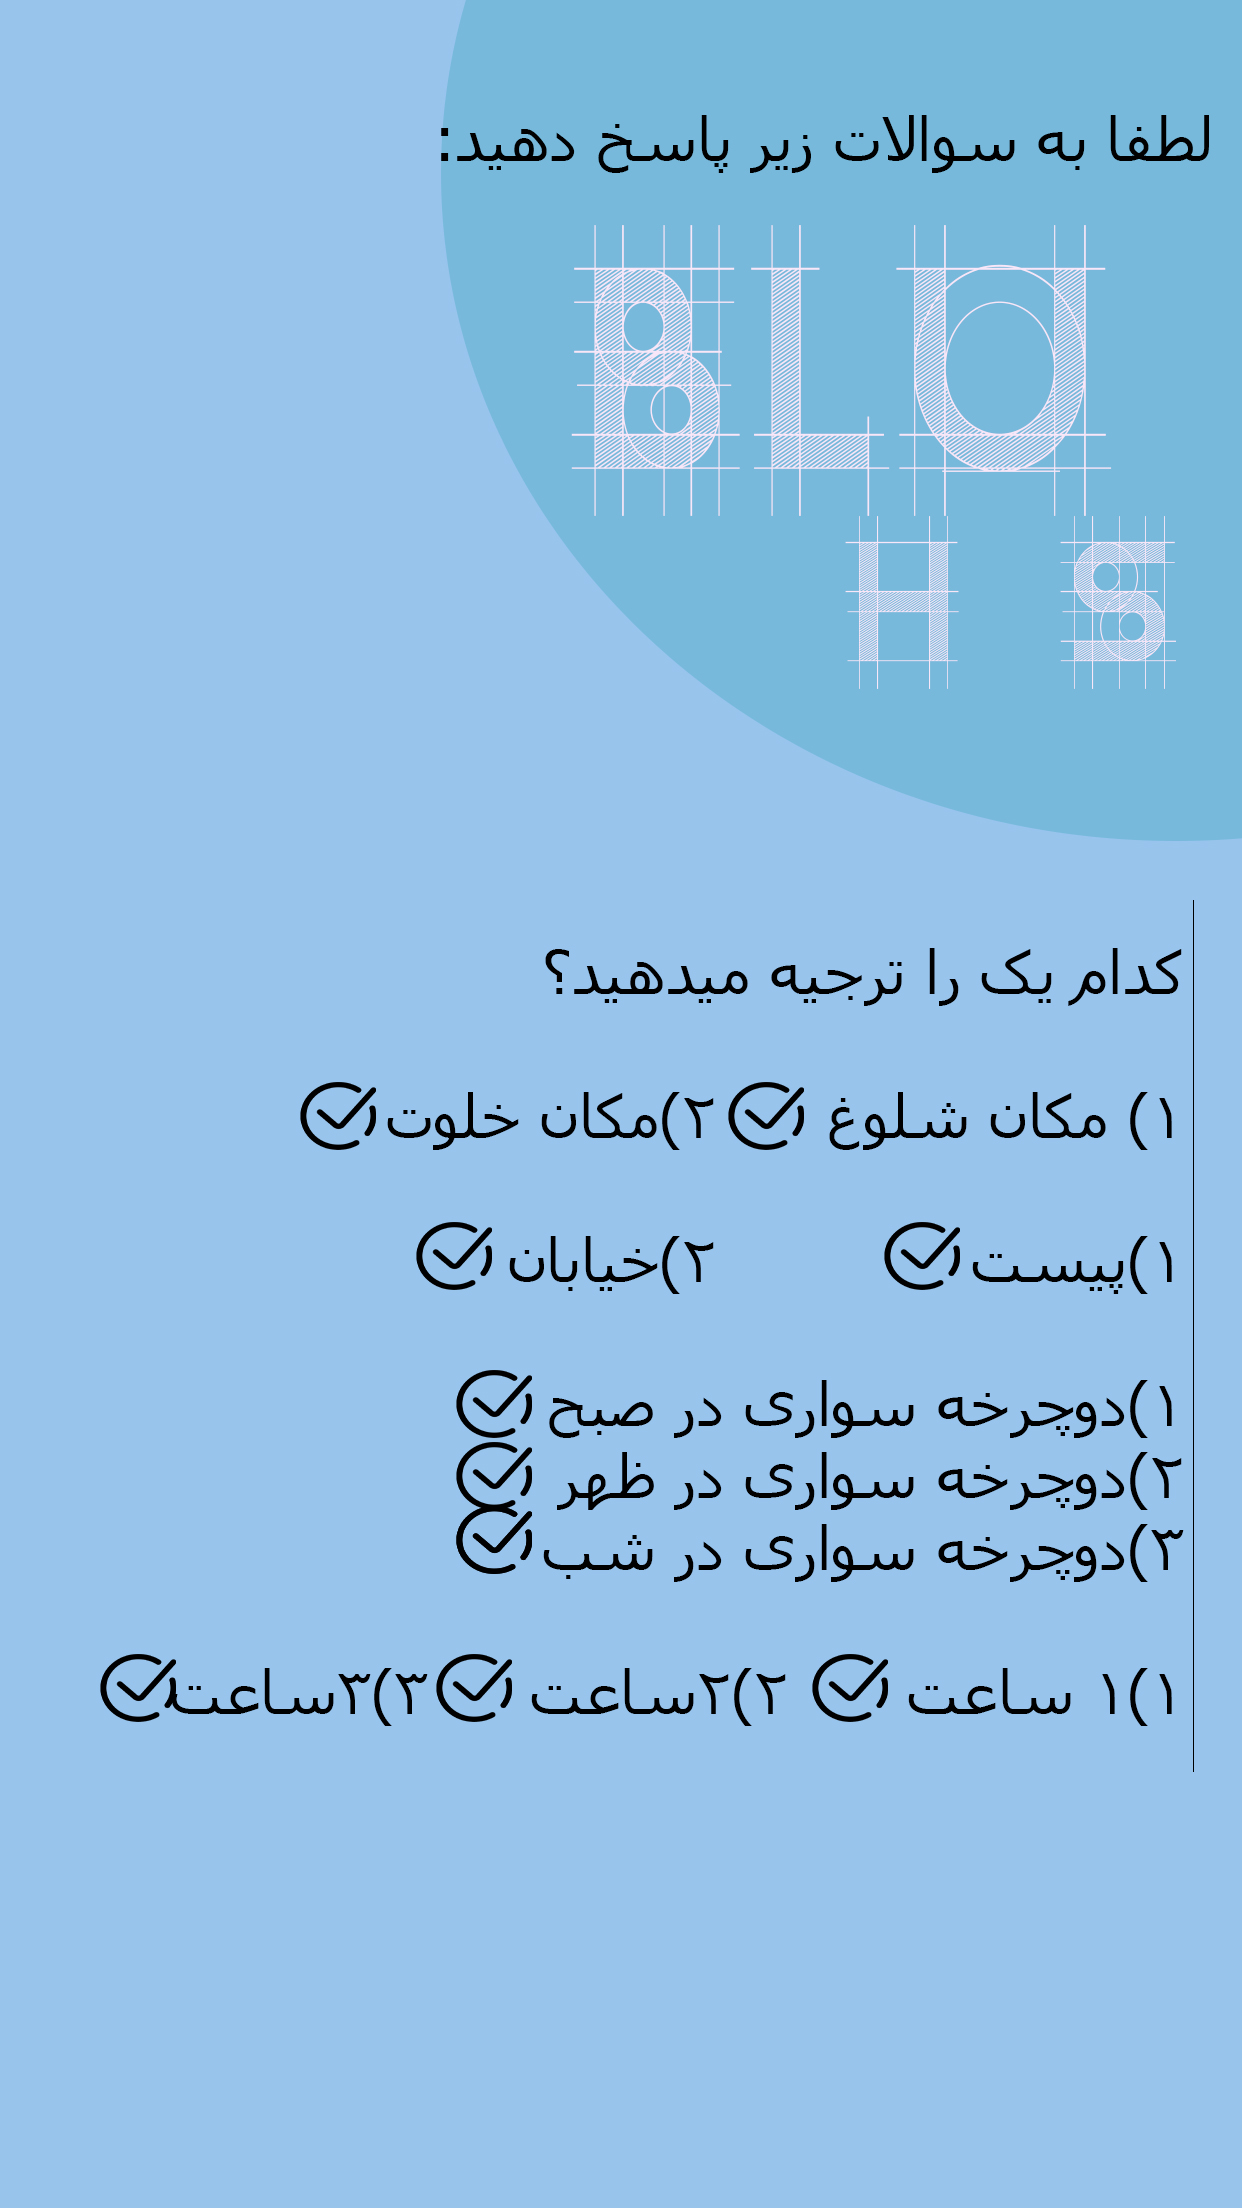 لطفا به سوالات زیر پاسخ دهید:
BLO
H S
کدام یک را ترجیه میدهید؟
۱) مکان شلوغ ۲)مکان خلوت
۱)پیست ۲)خیابان
۱)دوچرخه سواری در صبح
۲)دوچرخه سواری در ظهر
۳)دوچرخه سواری در شب
۱)۱ ساعت ۲)۲ساعت ۳)۳ساعت